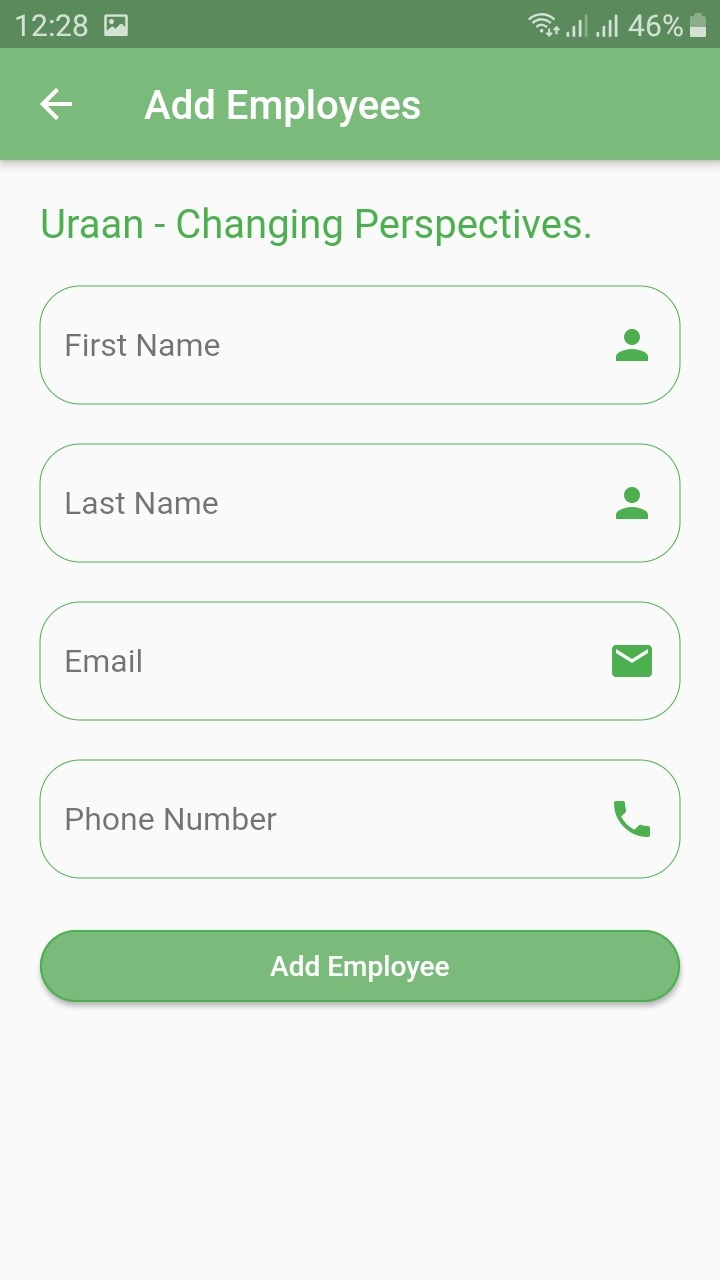 12:28 46%
Add Employees
Uraan - Changing Perspectives.
First Name
Last Name
Email
Phone Number
Add Employee